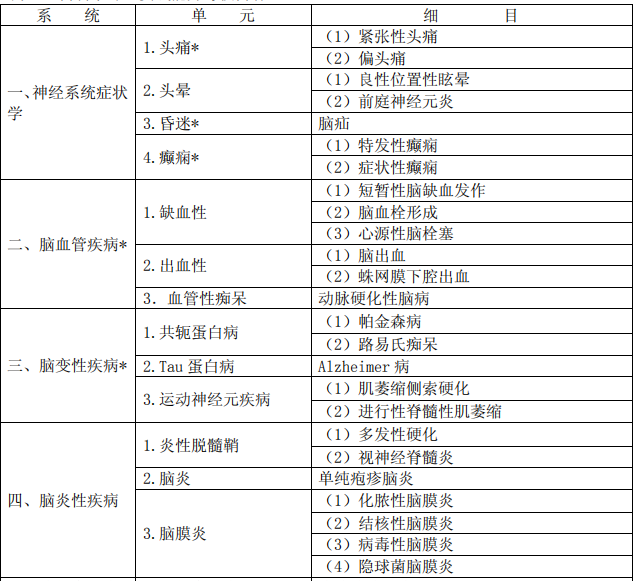 系 统 单 元 细 目
一、神经系统症状学
1.头痛*
（1）紧张性头痛
（2）偏头痛
2.头晕
（1）良性位置性眩晕
（2）前庭神经元炎
3.昏迷*
脑疝
4.癫痫*
（1）特发性癫痫
（2）症状性癫痫
二、脑血管疾病*
1.缺血性
（1）短暂性脑缺血发作
（2）脑血栓形成
（3）心源性脑栓塞
2.出血性
（1）脑出血
（2）蛛网膜下腔出血
3．血管性痴呆
动脉硬化性脑病
三、脑变性疾病*
1.共轭蛋白病
（1）帕金森病
（2）路易氏痴呆
2.Tau 蛋白病
Alzheimer 病
3.运动神经元疾病
（1）肌萎缩侧索硬化
（2）进行性脊髓性肌萎缩
四、脑炎性疾病
1.炎性脱髓鞘
（1）多发性硬化
（2）视神经脊髓炎
2.脑炎
单纯疱疹脑炎
3.脑膜炎
（1）化脓性脑膜炎
（2）结核性脑膜炎
（3）病毒性脑膜炎
（4）隐球菌脑膜炎